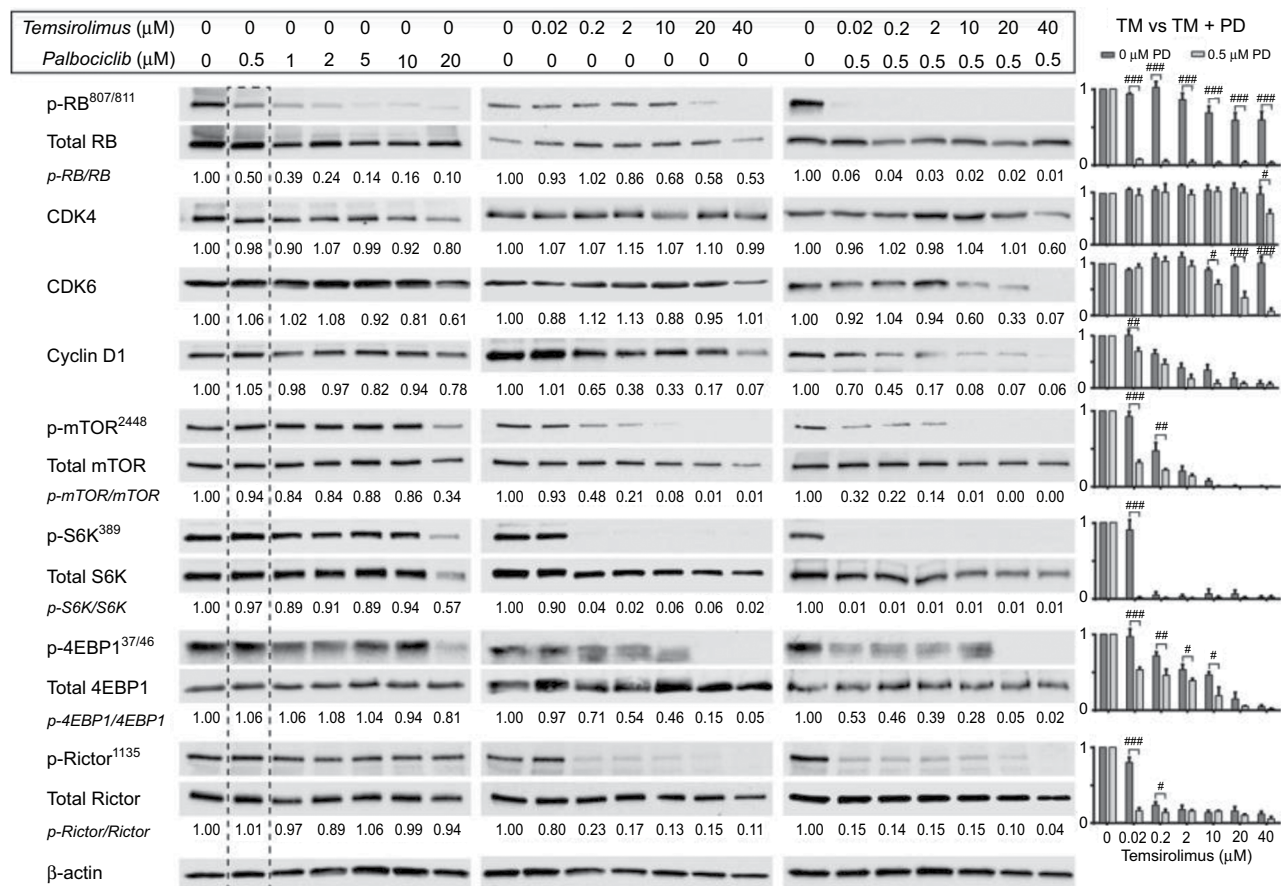 Temsirolimus (μM) 0 0 0 0 0 0 0 0 0.02 0.2 2 10 20 40 0 0.02 0.2 2 10 20 40
Palbociclib (μM) 0 0.5 1 2 5 10 20 0 0 0 0 0 0 0 0 0.5 0.5 0.5 0.5 0.5 0.5
TM vs TM + PD
0 μM PD 0.5 μM PD
p-RB807/811
Total RB
p-RB/RB 1.00 0.50 0.39 0.24 0.14 0.16 0.10 1.00 0.93 1.02 0.86 0.68 0.58 0.53 1.00 0.06 0.04 0.03 0.02 0.02 0.01
CDK4
1.00 0.98 0.90 1.07 0.99 0.92 0.80 1.00 1.07 1.07 1.15 1.07 1.10 0.99 1.00 0.96 1.02 0.98 1.04 1.01 0.60
CDK6
1.00 1.06 1.02 1.08 0.92 0.81 0.61 1.00 0.88 1.12 1.13 0.88 0.95 1.01 1.00 0.92 1.04 0.94 0.60 0.33 0.07
Cyclin D1
1.00 1.05 0.98 0.97 0.82 0.94 0.78 1.00 1.01 0.65 0.38 0.33 0.17 0.07 1.00 0.70 0.45 0.17 0.08 0.07 0.06
p-mTOR2448
Total mTOR
p-mTOR/mTOR 1.00 0.94 0.84 0.84 0.88 0.86 0.34 1.00 0.93 0.48 0.21 0.08 0.01 0.01 1.00 0.32 0.22 0.14 0.01 0.00 0.00
p-S6K389
Total S6K
p-S6K/S6K 1.00 0.97 0.89 0.91 0.89 0.94 0.57 1.00 0.90 0.04 0.02 0.06 0.06 0.02 1.00 0.01 0.01 0.01 0.01 0.01 0.01
p-4EBP137/46
Total 4EBP1
p-4EBP1/4EBP1 1.00 1.06 1.06 1.08 1.04 0.94 0.81 1.00 0.97 0.71 0.54 0.46 0.15 0.05 1.00 0.53 0.46 0.39 0.28 0.05 0.02
p-Rictor1135
Total Rictor
p-Rictor/Rictor 1.00 1.01 0.97 0.89 1.06 0.99 0.94 1.00 0.80 0.23 0.17 0.13 0.15 0.11 1.00 0.15 0.14 0.15 0.15 0.10 0.04
β-actin
1 ### ### ### ### ### ###
0
1 #
0
1 # ### ###
0
1 ##
0
1 ### ##
0
1 ###
0
1 ### ## # #
0
1 ### #
0
0 0.02 0.2 2 10 20 40
Temsirolimus (μM)